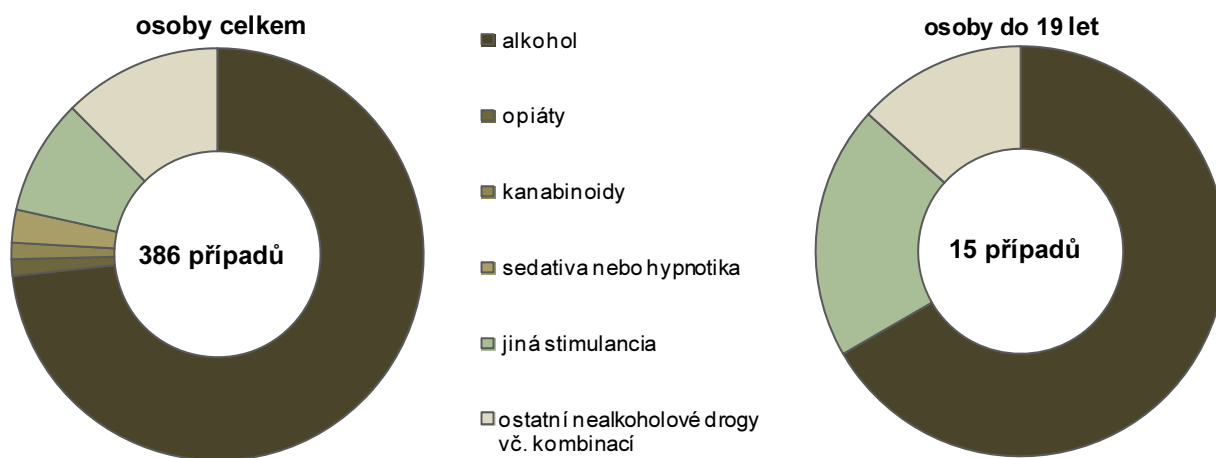 osoby celkem
386 případů
alkohol
opiáty
kanabinoidy
sedativa nebo hypnotika
jiná stimulancia
ostatní nealkoholové drogy
vč. kombinací
osoby do 19 let
15 případů